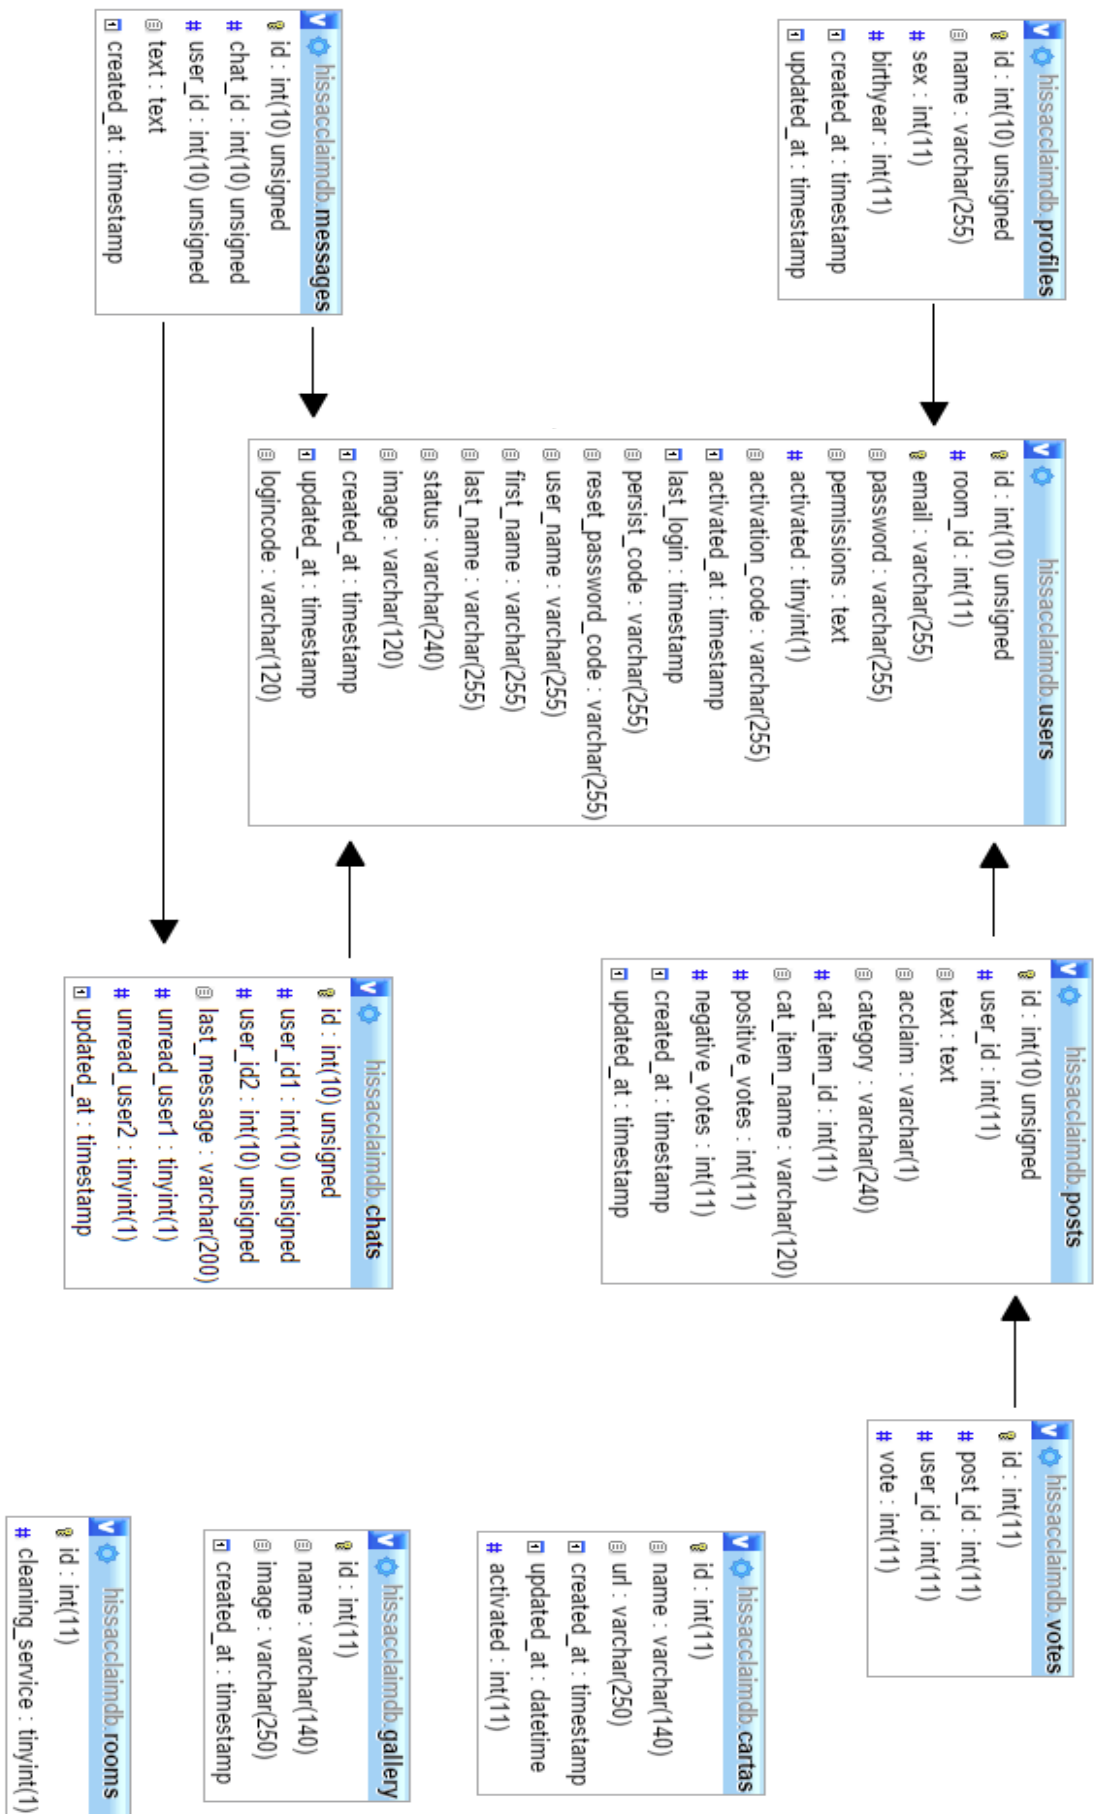 hissacclaimdb.profiles
id : int(10) unsigned
name : varchar(255)
# sex : int(11)
# birthyear : int(11)
created_at : timestamp
updated_at : timestamp
hissacclaimdb.messages
id : int(10) unsigned
# chat_id : int(10) unsigned
# user_id : int(10) unsigned
text : text
created_at : timestamp
hissacclaimdb.users
id : int(10) unsigned
# room_id : int(11)
email : varchar(255)
password : varchar(255)
permissions : text
# activated : tinyint(1)
activation_code : varchar(255)
activated_at : timestamp
last_login : timestamp
persist_code : varchar(255)
reset_password_code : varchar(255)
user_name : varchar(255)
first_name : varchar(255)
last_name : varchar(255)
status : varchar(240)
image : varchar(120)
created_at : timestamp
updated_at : timestamp
logincode : varchar(120)
hissacclaimdb.posts
id : int(10) unsigned
# user_id : int(11)
text : text
acclaim : varchar(1)
category : varchar(240)
# cat_item_id : int(11)
cat_item_name : varchar(120)
# positive_votes : int(11)
# negative_votes : int(11)
created_at : timestamp
updated_at : timestamp
hissacclaimdb.chats
id : int(10) unsigned
# user_id1 : int(10) unsigned
# user_id2 : int(10) unsigned
last_message : varchar(200)
# unread_user1 : tinyint(1)
# unread_user2 : tinyint(1)
updated_at : timestamp
hissacclaimdb.votes
id : int(11)
# post_id : int(11)
# user_id : int(11)
# vote : int(11)
hissacclaimdb.cartas
id : int(11)
name : varchar(140)
url : varchar(250)
created_at : timestamp
updated_at : datetime
# activated : int(11)
hissacclaimdb.gallery
id : int(11)
name : varchar(140)
image : varchar(250)
created_at : timestamp
hissacclaimdb.rooms
id : int(11)
# cleaning_service : tinyint(1)